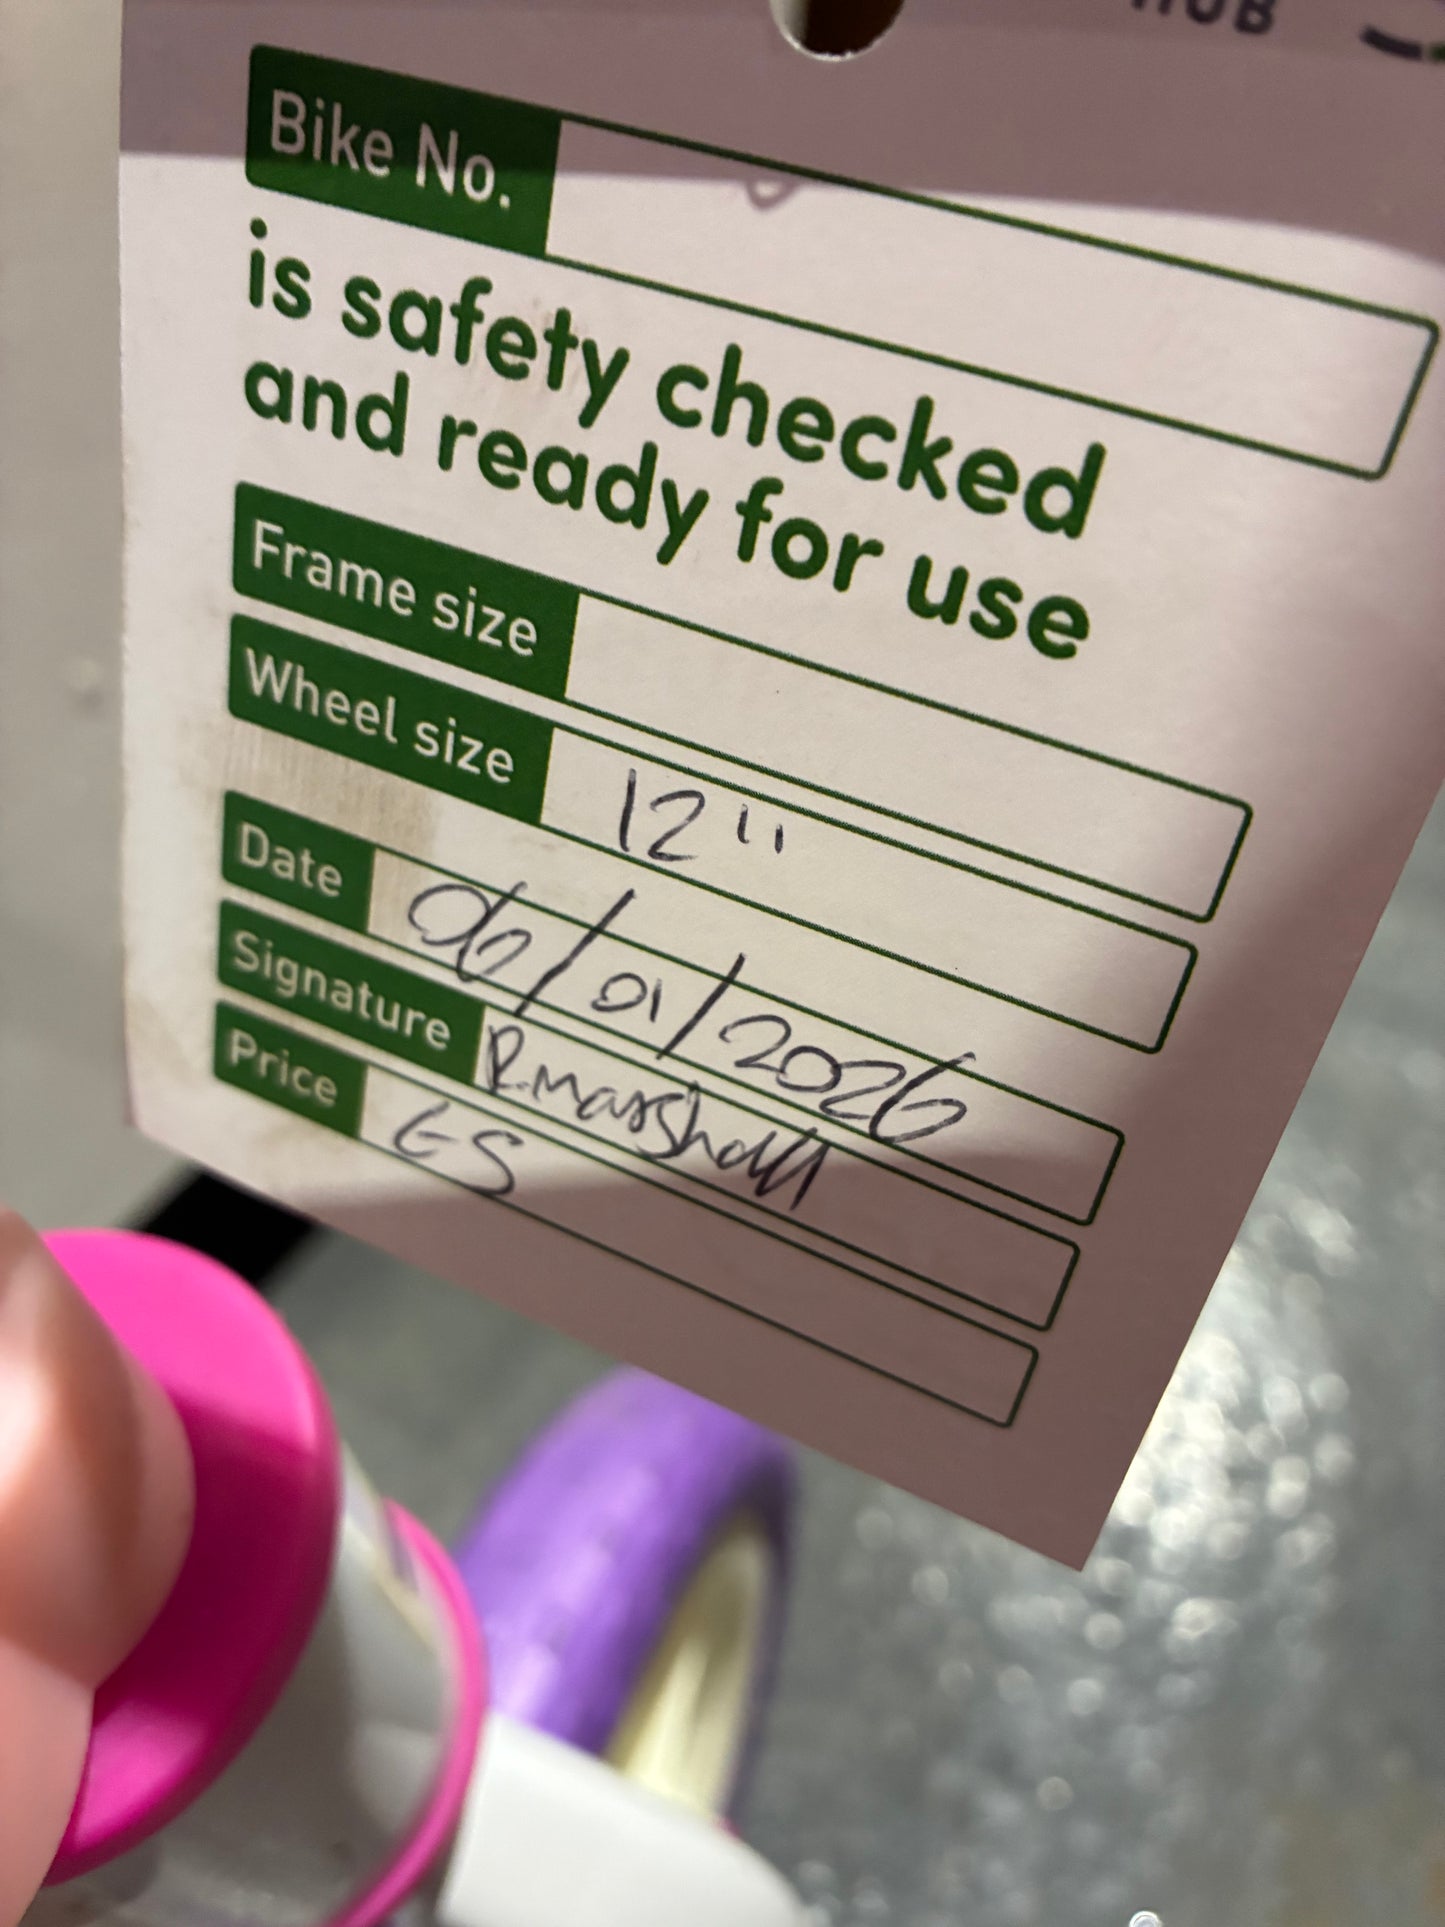 HUB
Bike No.
is safety checked
and ready for use
Frame size
Wheel size 12"
Date 06/01/2026
Signature R.Marshall
Price £5